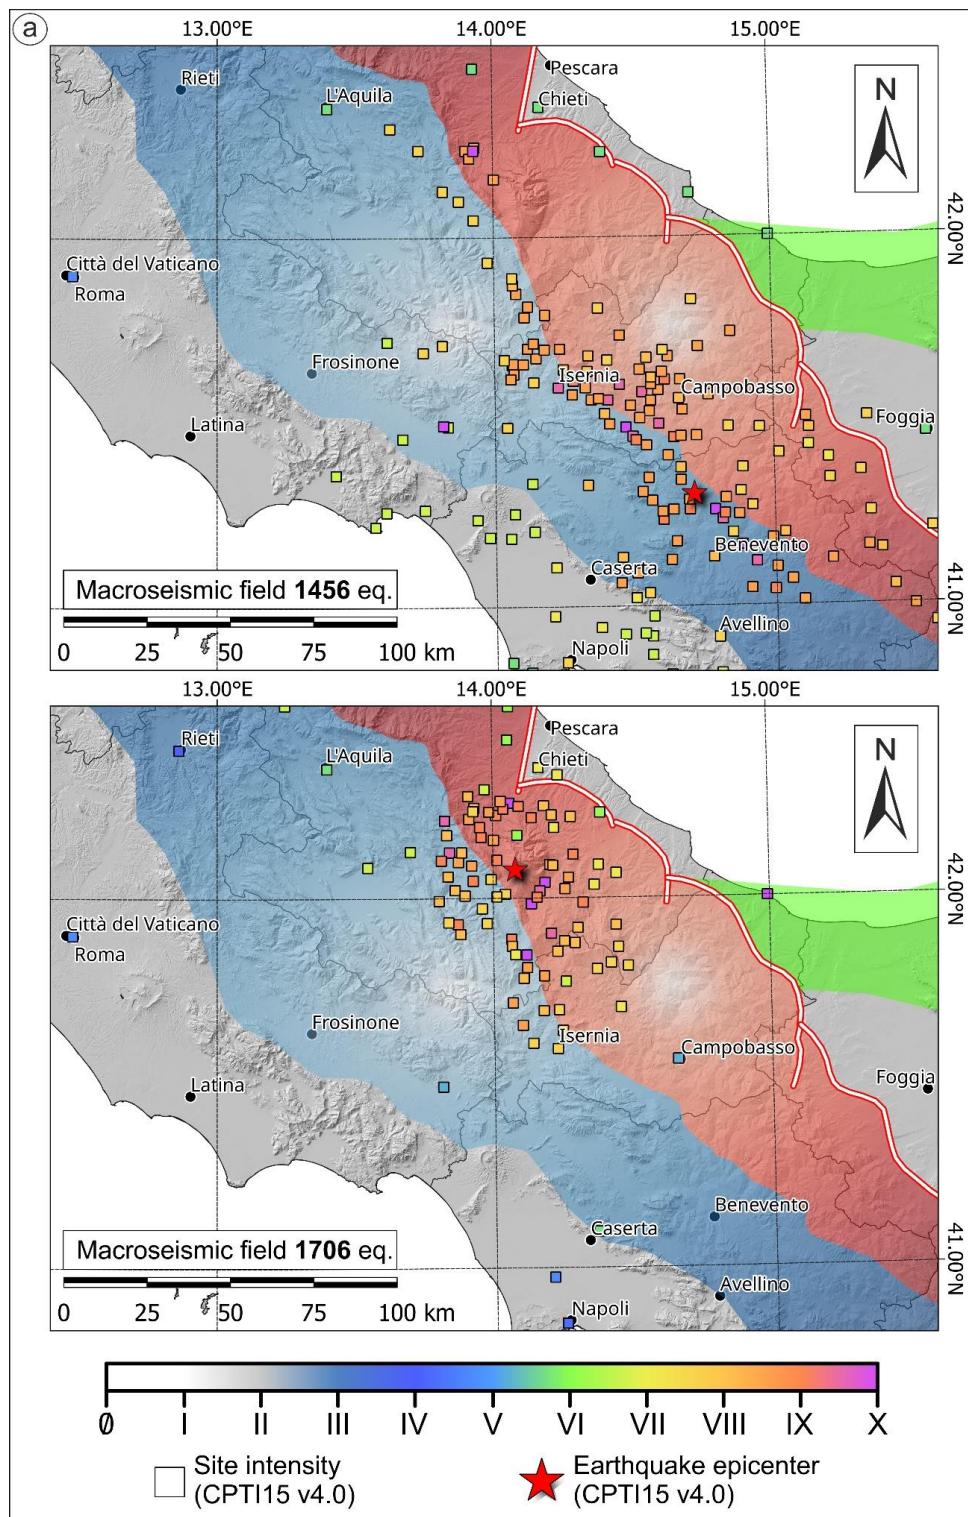 a
13.00°E 14.00°E 15.00°E
Rieti
Pescara
L'Aquila
Chieti
N
42.00°N
Città del Vaticano
Roma
Frosinone
Isernia
Campobasso
Latina
Foggia
Benevento
Caserta
Macroseismic field 1456 eq.
41.00°N
Avellino
Napoli
0 25 50 75 100 km
13.00°E 14.00°E 15.00°E
Rieti
Pescara
L'Aquila
Chieti
N
42.00°N
Città del Vaticano
Roma
Frosinone
Isernia
Campobasso
Latina
Foggia
Benevento
Caserta
Macroseismic field 1706 eq.
41.00°N
Avellino
Napoli
0 25 50 75 100 km
0 I II III IV V VI VII VIII IX X
Site intensity
(CPTI15 v4.0)
Earthquake epicenter
(CPTI15 v4.0)